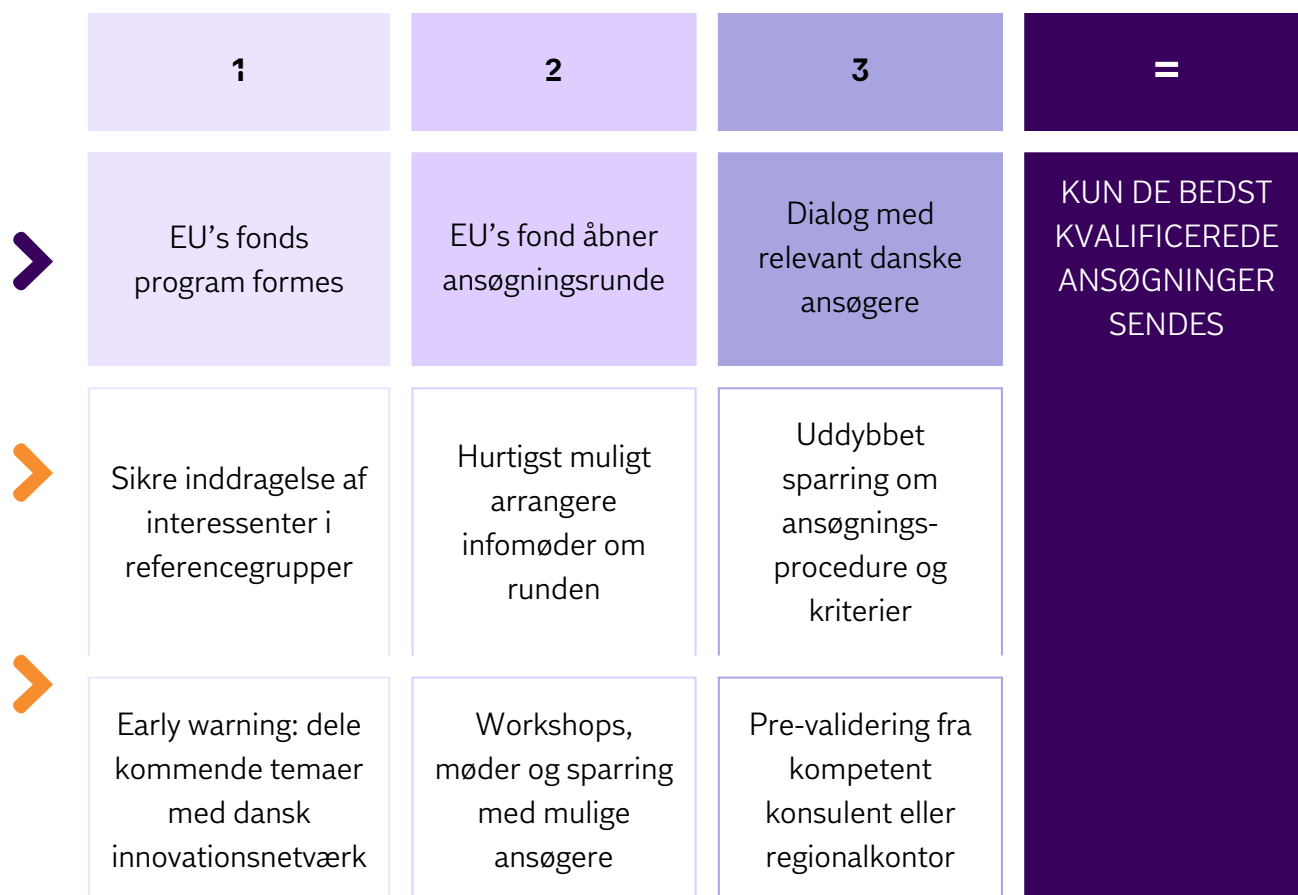 1
2
3
=
EU's fonds
program formes
EU's fond åbner
ansøgningsrunde
Dialog med
relevant danske
ansøgere
KUN DE BEDST
KVALIFICEREDE
ANSØGNINGER
SENDES
Sikre inddragelse af
interessenter i
referencegrupper
Hurtigst muligt
arrangere
infomøder om
runden
Uddybbet
sparring om
ansøgnings-
procedure og
kriterier
Early warning: dele
kommende temaer
med dansk
innovationsnetværk
Workshops,
møder og sparring
med mulige
ansøgere
Pre-validering fra
kompetent
konsulent eller
regionalkontor